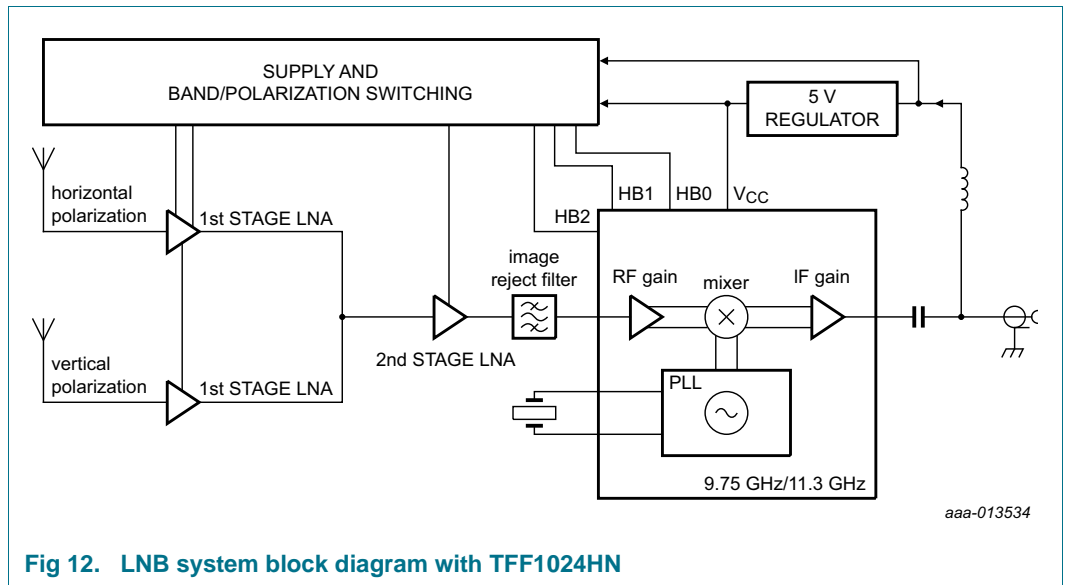 SUPPLY AND
BAND/POLARIZATION SWITCHING
5 V
REGULATOR
horizontal
polarization
1st STAGE LNA
HB2
HB1
HB0
VCC
image
reject filter
RF gain
mixer
IF gain
2nd STAGE LNA
vertical
polarization
1st STAGE LNA
PLL
9.75 GHz/11.3 GHz
aaa-013534
Fig 12. LNB system block diagram with TFF1024HN